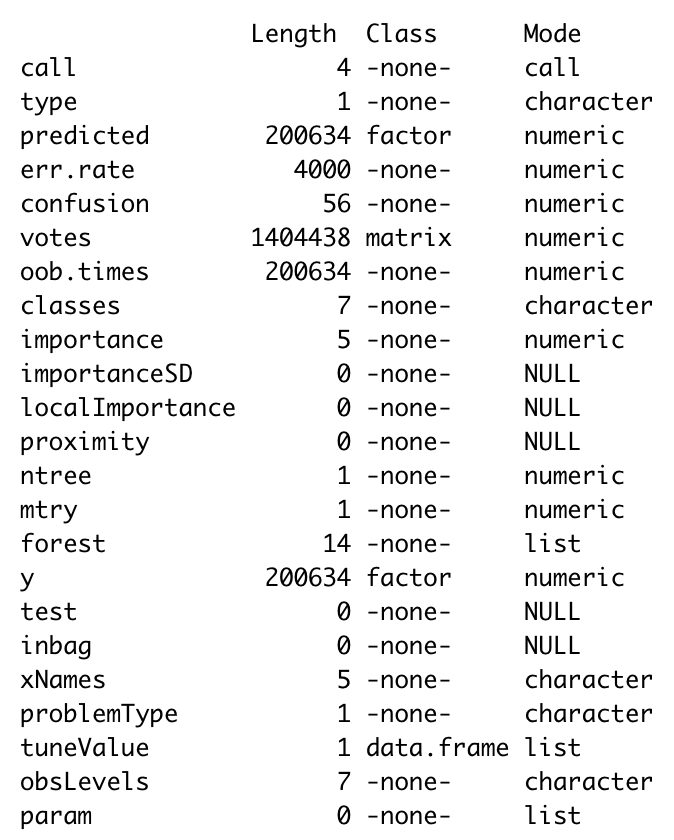 Length  Class      Mode
call                  4 -none-     call
type                  1 -none-     character
predicted        200634 factor     numeric
err.rate           4000 -none-     numeric
confusion            56 -none-     numeric
votes           1404438 matrix     numeric
oob.times        200634 -none-     numeric
classes               7 -none-     character
importance            5 -none-     numeric
importanceSD          0 -none-     NULL
localImportance       0 -none-     NULL
proximity             0 -none-     NULL
ntree                 1 -none-     numeric
mtry                  1 -none-     numeric
forest               14 -none-     list
y                200634 factor     numeric
test                  0 -none-     NULL
inbag                 0 -none-     NULL
xNames                5 -none-     character
problemType           1 -none-     character
tuneValue             1 data.frame list
obsLevels             7 -none-     character
param                 0 -none-     list